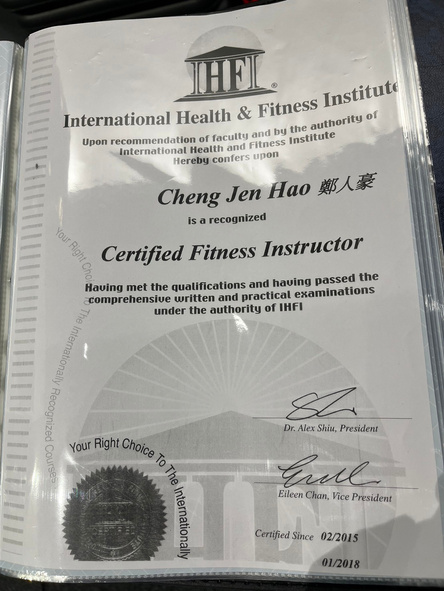 IHFI ®
International Health & Fitness Institute
Upon recommendation of faculty and by the authority of
International Health and Fitness Institute
Hereby confers upon
Cheng Jen Hao 鄭人豪
is a recognized
Certified Fitness Instructor
Having met the qualifications and having passed the
comprehensive written and practical examinations
under the authority of IHFI
Your Right Choice To The Internationally Recognized Courses
Dr. Alex Shiu, President
Your Right Choice To The Internationally
Eileen Chan, Vice President
IHFI
Certified Since 02/2015
01/2018